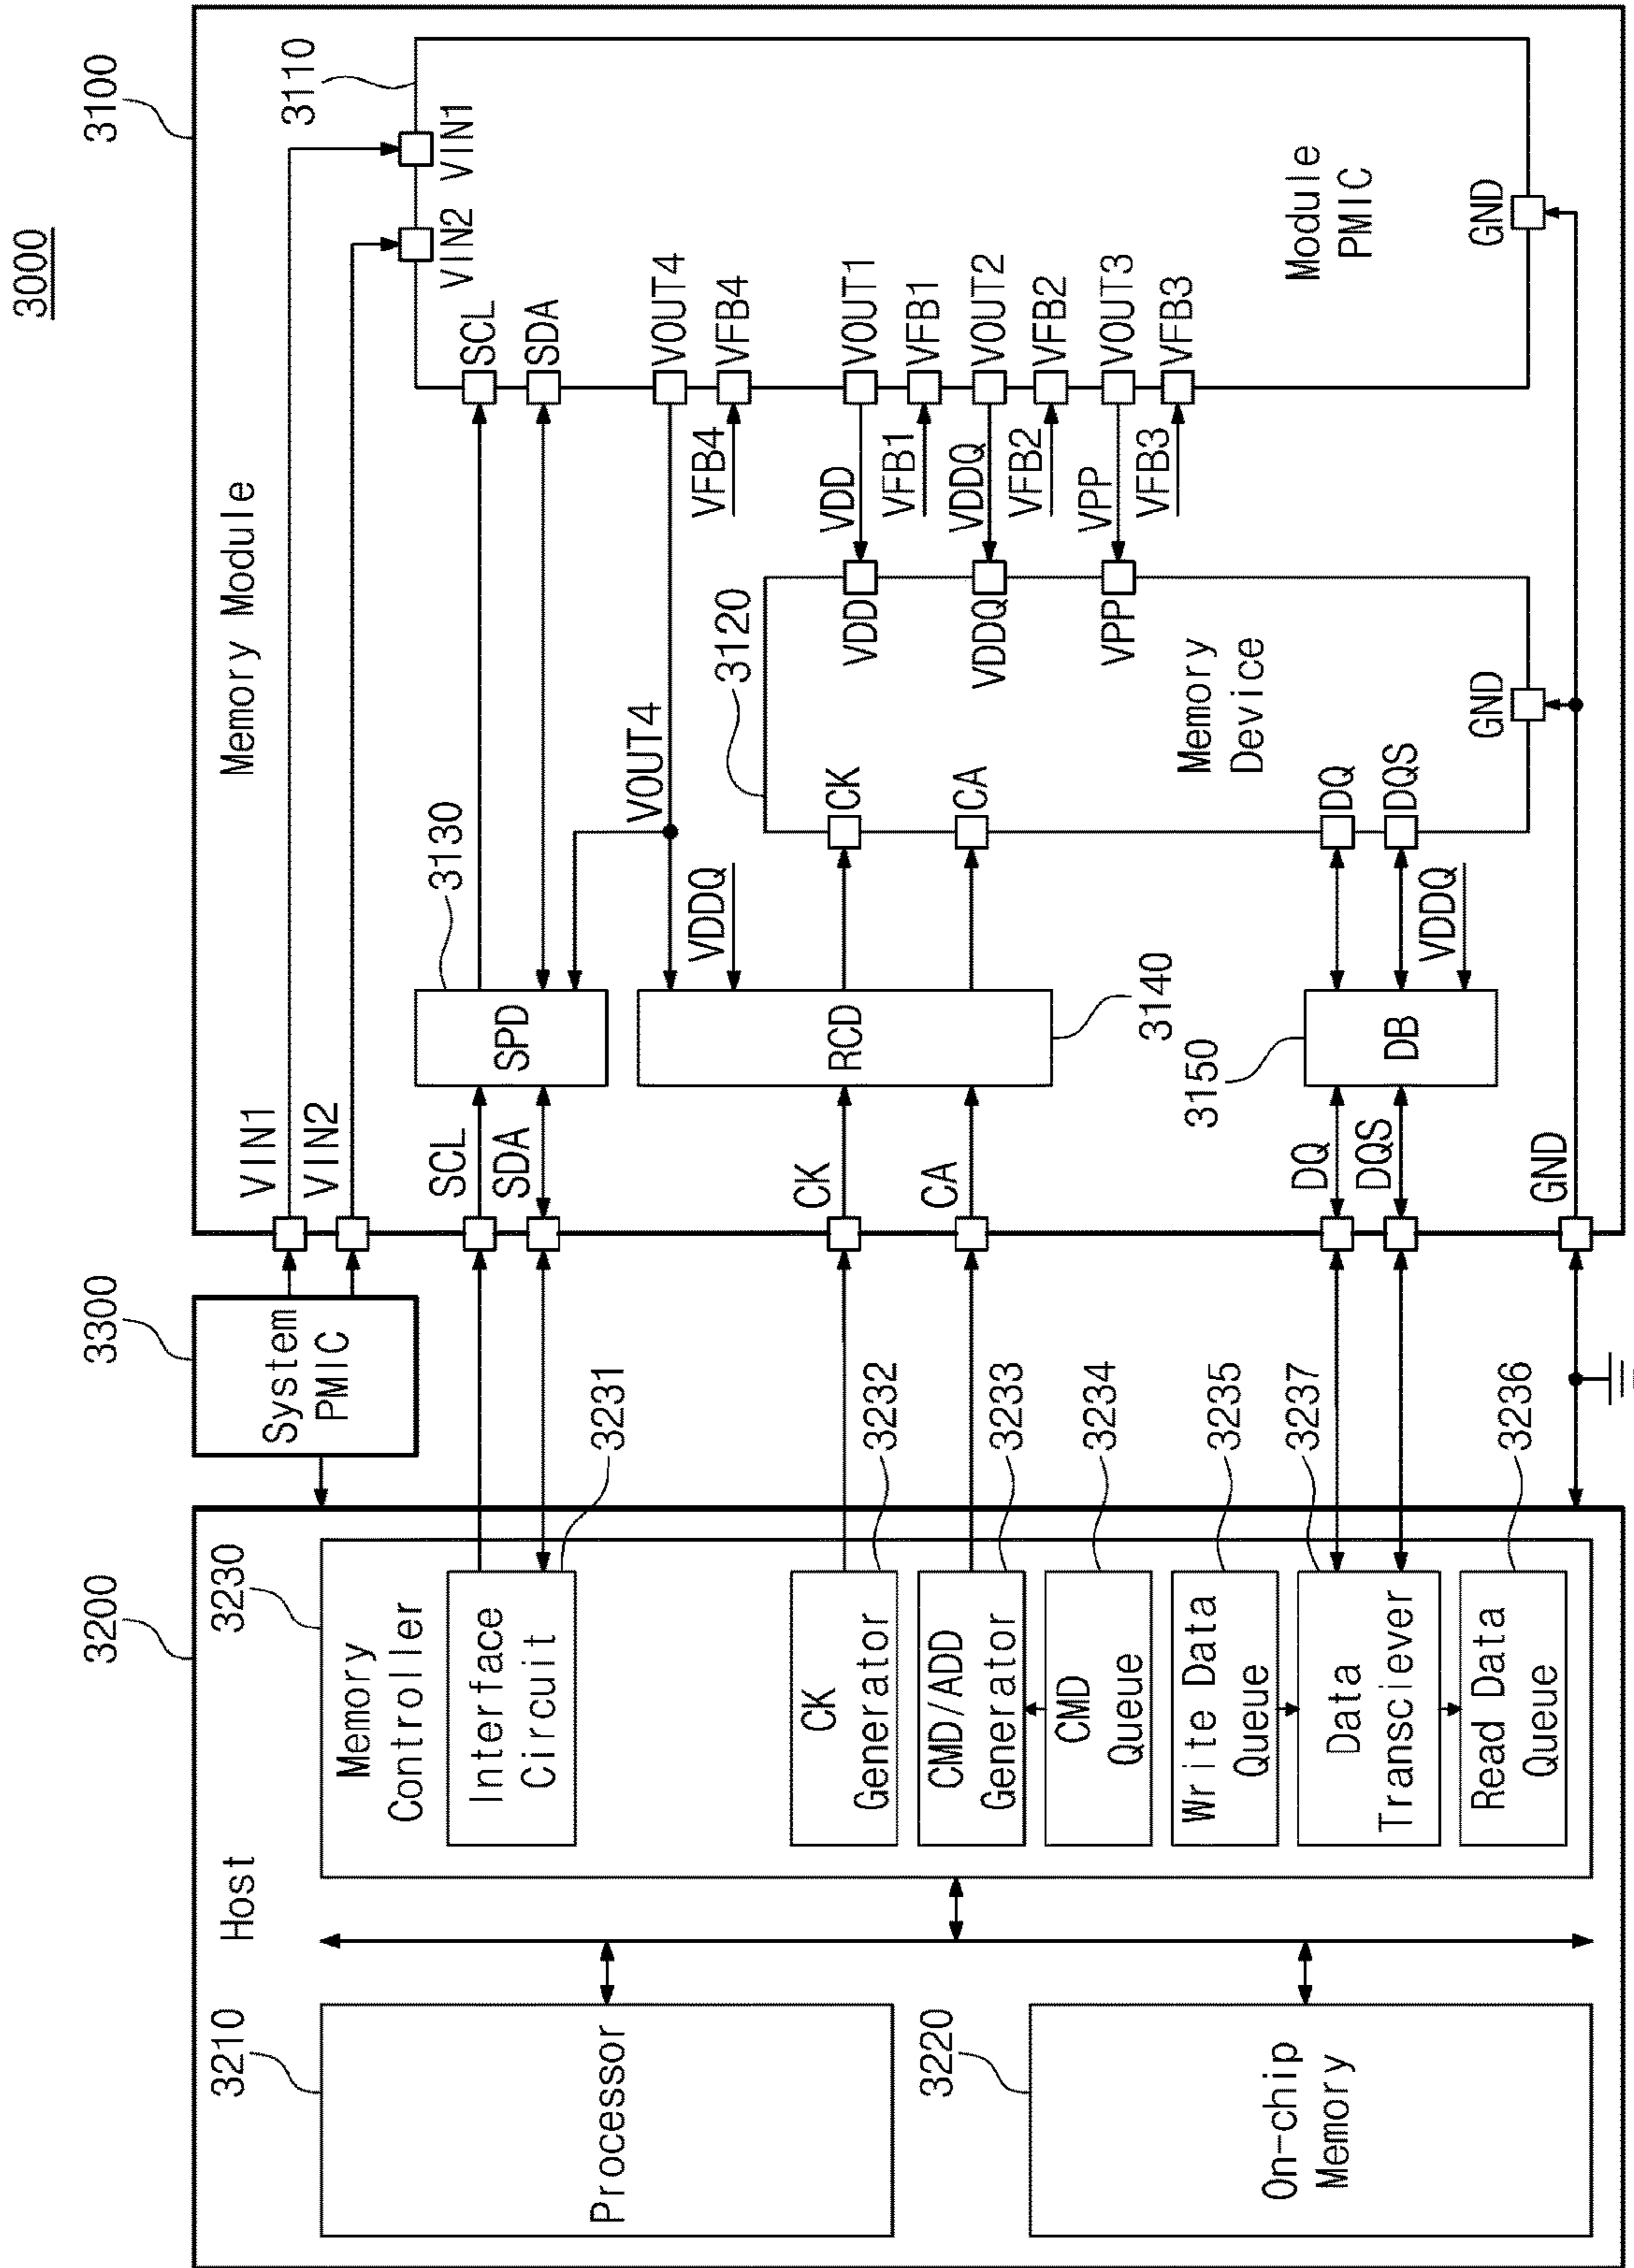 3000
3200
Host
3210
Processor
3220
On-chip
Memory
3230
Memory
Controller
Interface
Circuit
3231
CK
Generator
3232
CMD/ADD
Generator
3233
CMD
Queue
3234
Write Data
Queue
3235
Data
Transciever
3237
Read Data
Queue
3236
3300
System
PMIC
3100
Memory Module
VIN1
VIN2
SCL
SDA
CK
CA
DQ
DQS
GND
3130
SPD
VOUT4
VDDQ
RCD
3140
3150
DB
VDDQ
3120
CK
CA
DQ
DQS
Memory
Device
VDD
VDDQ
VPP
GND
VFB4
VDD
VFB1
VDDQ
VFB2
VPP
VFB3
3110
VIN2
VIN1
SCL
SDA
VOUT4
VFB4
VOUT1
VFB1
VOUT2
VFB2
VOUT3
VFB3
Module
PMIC
GND